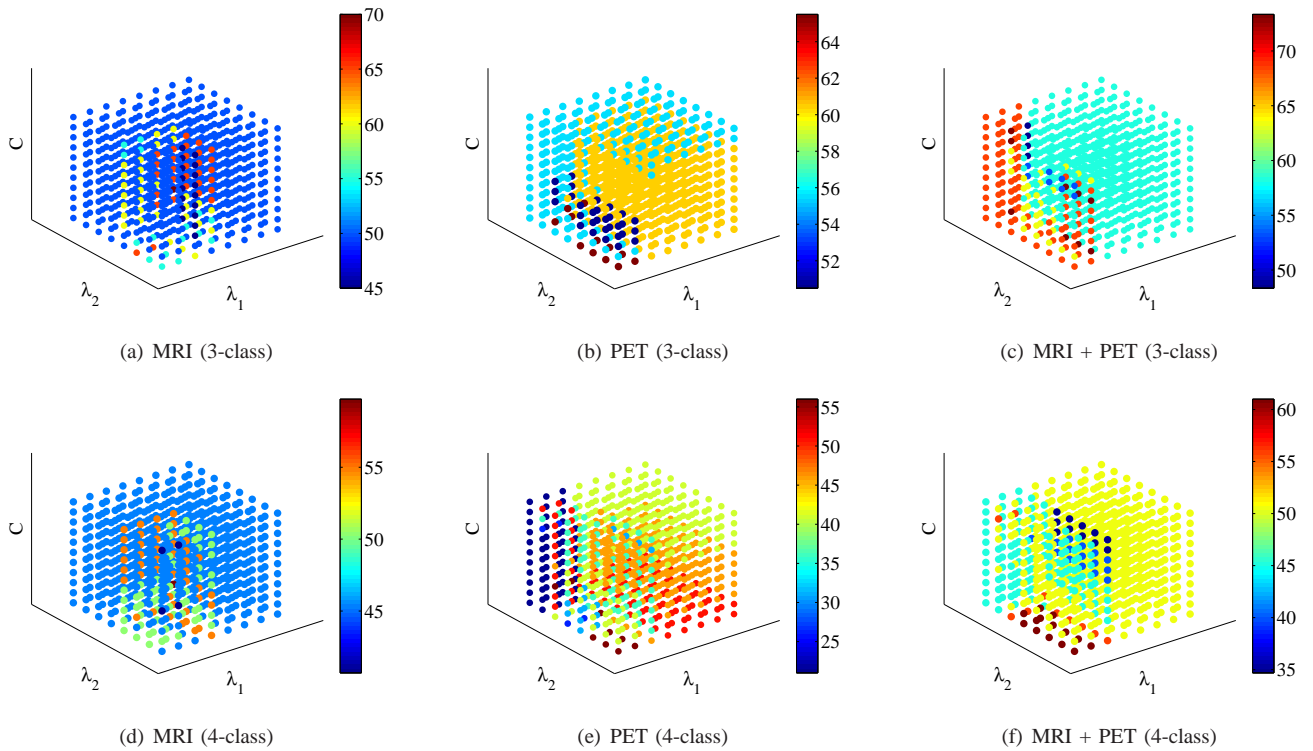 70
65
60
55
50
45
C
λ2
λ1
(a) MRI (3-class)
64
62
60
58
56
54
52
C
λ2
λ1
(b) PET (3-class)
70
65
60
55
50
C
λ2
λ1
(c) MRI + PET (3-class)
55
50
45
C
λ2
λ1
(d) MRI (4-class)
55
50
45
40
35
30
25
C
λ2
λ1
(e) PET (4-class)
60
55
50
45
40
35
C
λ2
λ1
(f) MRI + PET (4-class)